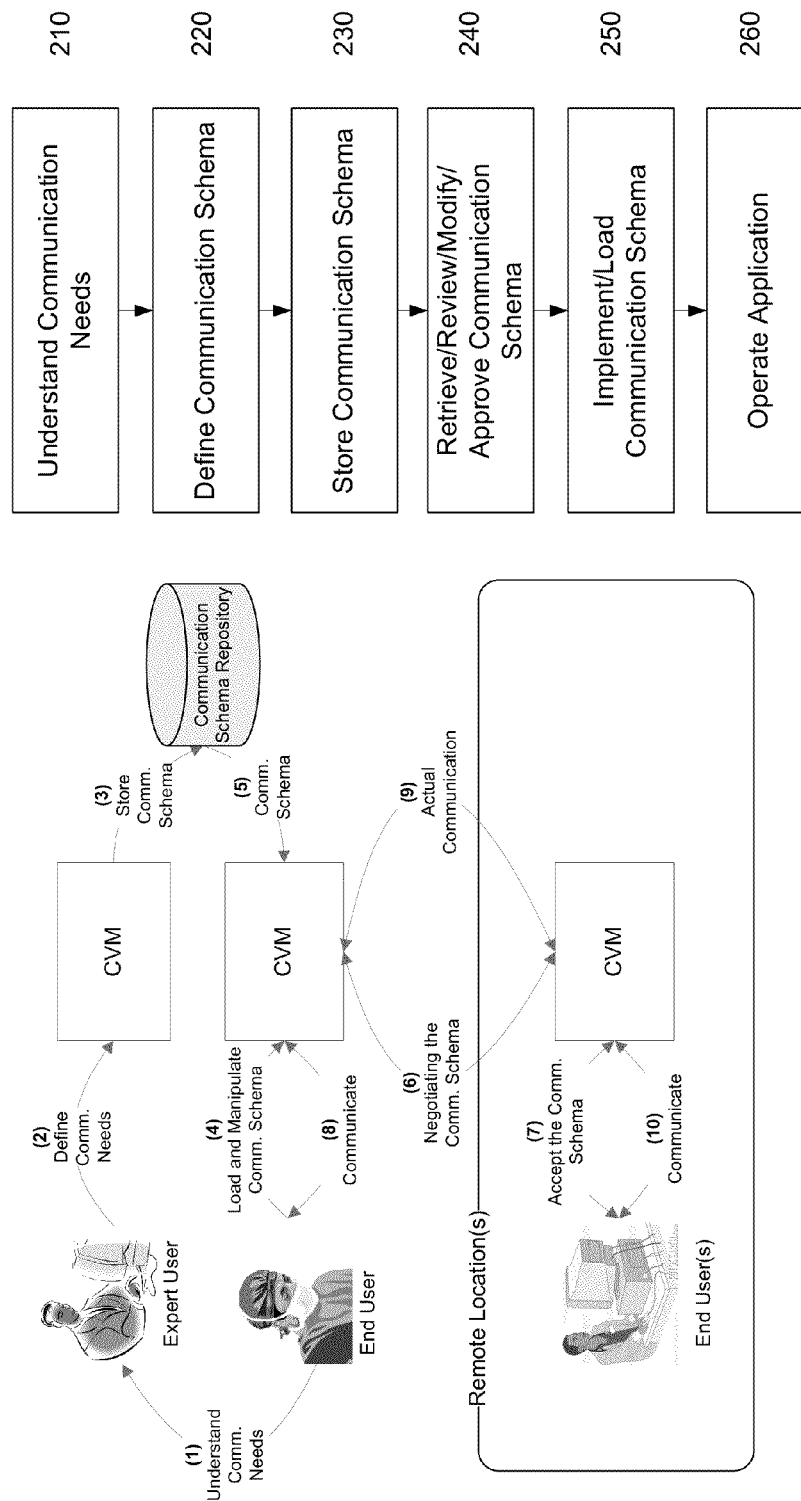 (1)
Understand
Comm.
Needs
Expert User
(2)
Define
Comm.
Needs
CVM
(3)
Store
Comm.
Schema
Communication
Schema Repository
(5)
Comm.
Schema
End User
(4)
Load and Manipulate
Comm. Schema
(8)
Communicate
CVM
(6)
Negotiating the
Comm. Schema
(9)
Actual
Communication
Remote Location(s)
End User(s)
(7)
Accept the Comm.
Schema
(10)
Communicate
CVM
Understand Communication
Needs
210
Define Communication Schema
220
Store Communication Schema
230
Retrieve/Review/Modify/
Approve Communication
Schema
240
Implement/Load
Communication Schema
250
Operate Application
260